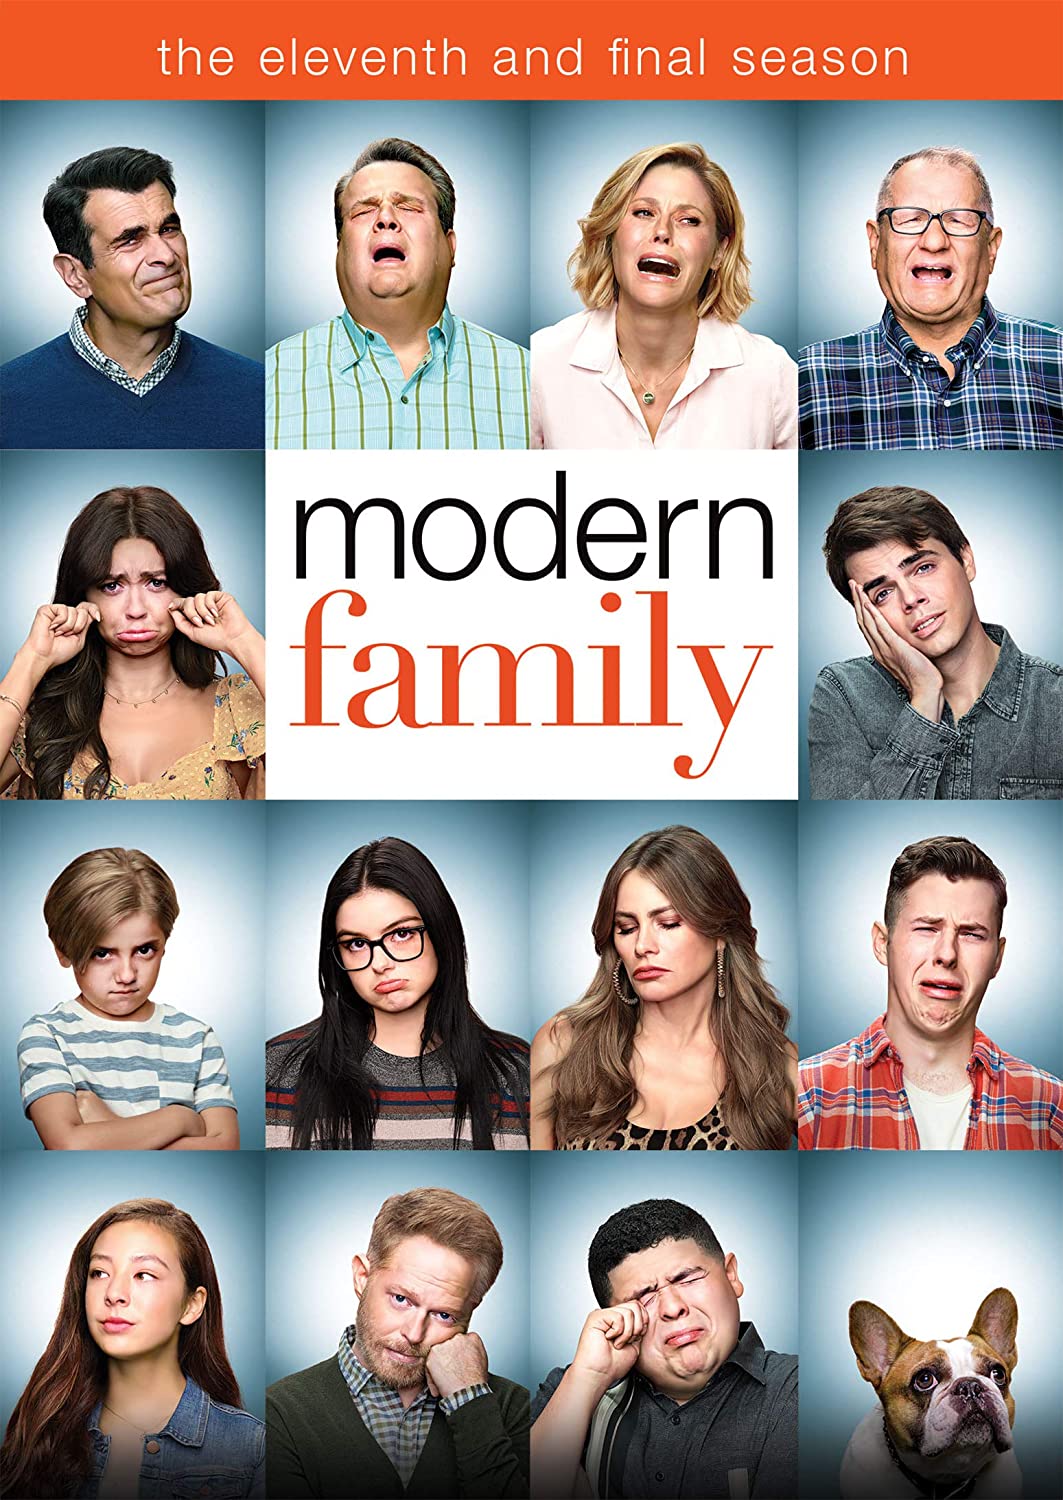 the eleventh and final season
modern
family